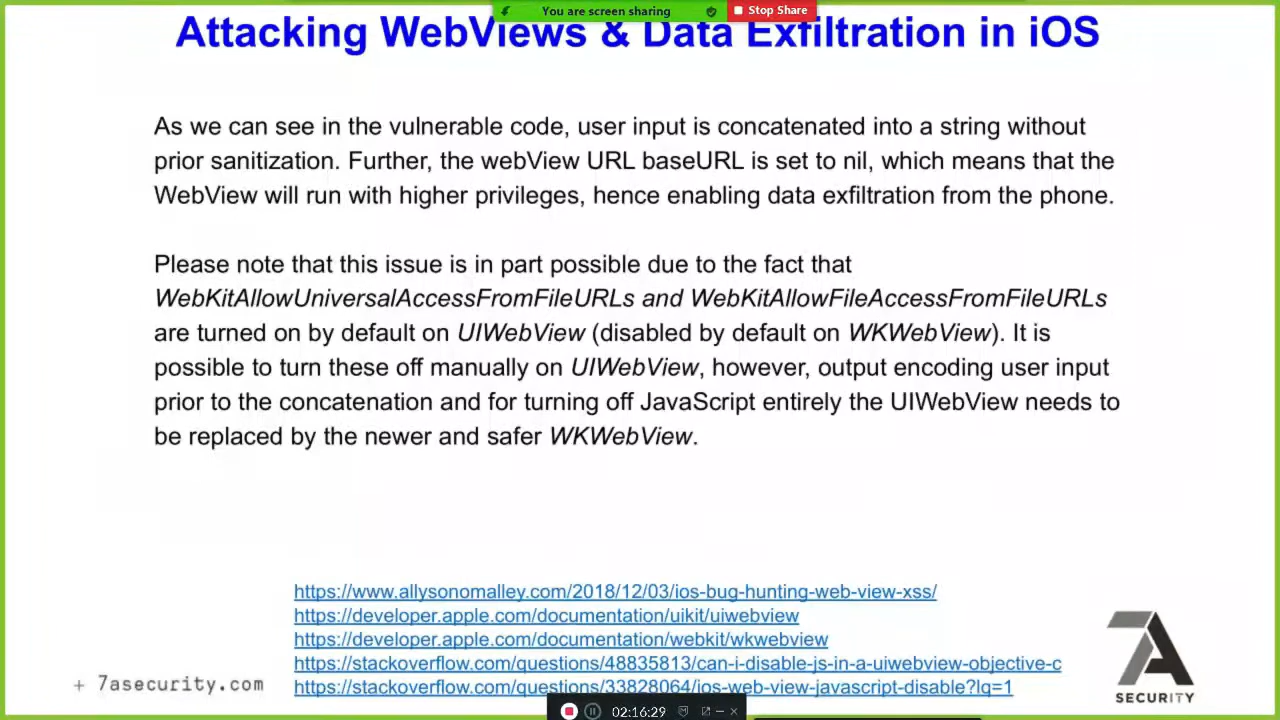 You are screen sharing
Stop Share
Attacking WebViews & Data Exfiltration in iOS
As we can see in the vulnerable code, user input is concatenated into a string without
prior sanitization. Further, the webView URL baseURL is set to nil, which means that the
WebView will run with higher privileges, hence enabling data exfiltration from the phone.
Please note that this issue is in part possible due to the fact that
WebKitAllowUniversalAccessFromFileURLs and WebKitAllowFileAccessFromFileURLs
are turned on by default on UIWebView (disabled by default on WKWebView). It is
possible to turn these off manually on UIWebView, however, output encoding user input
prior to the concatenation and for turning off JavaScript entirely the UIWebView needs to
be replaced by the newer and safer WKWebView.
https://www.allysonomalley.com/2018/12/03/ios-bug-hunting-web-view-xss/
https://developer.apple.com/documentation/uikit/uiwebview
https://developer.apple.com/documentation/webkit/wkwebview
https://stackoverflow.com/questions/48835813/can-i-disable-js-in-a-uiwebview-objective-c
https://stackoverflow.com/questions/33828064/ios-web-view-javascript-disable?lq=1
+ 7asecurity.com
7A
SECURITY
02:16:29